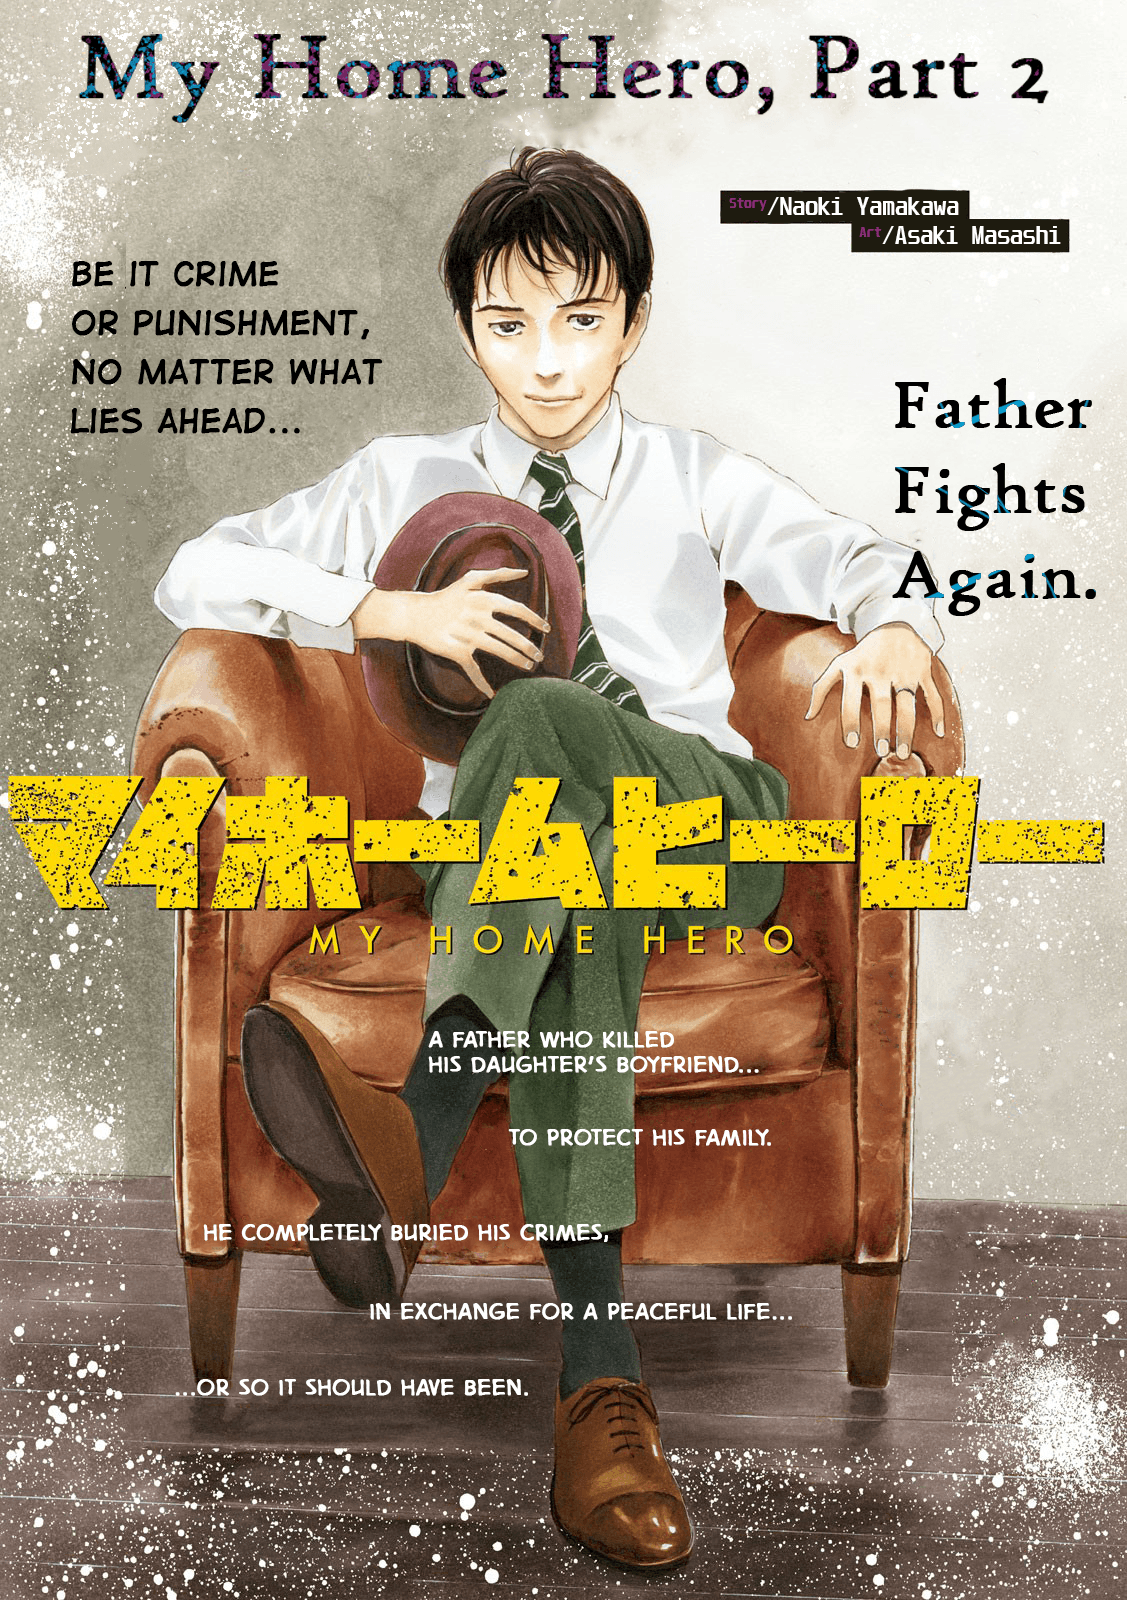 My Home Hero, Part 2
Story/Naoki Yamakawa
Art/Asaki Masashi
BE IT CRIME
OR PUNISHMENT,
NO MATTER WHAT
LIES AHEAD...
Father
Fights
Again.
マイホームヒーロー
MY HOME HERO
A FATHER WHO KILLED
HIS DAUGHTER'S BOYFRIEND...
TO PROTECT HIS FAMILY.
HE COMPLETELY BURIED HIS CRIMES,
IN EXCHANGE FOR A PEACEFUL LIFE...
...OR SO IT SHOULD HAVE BEEN.